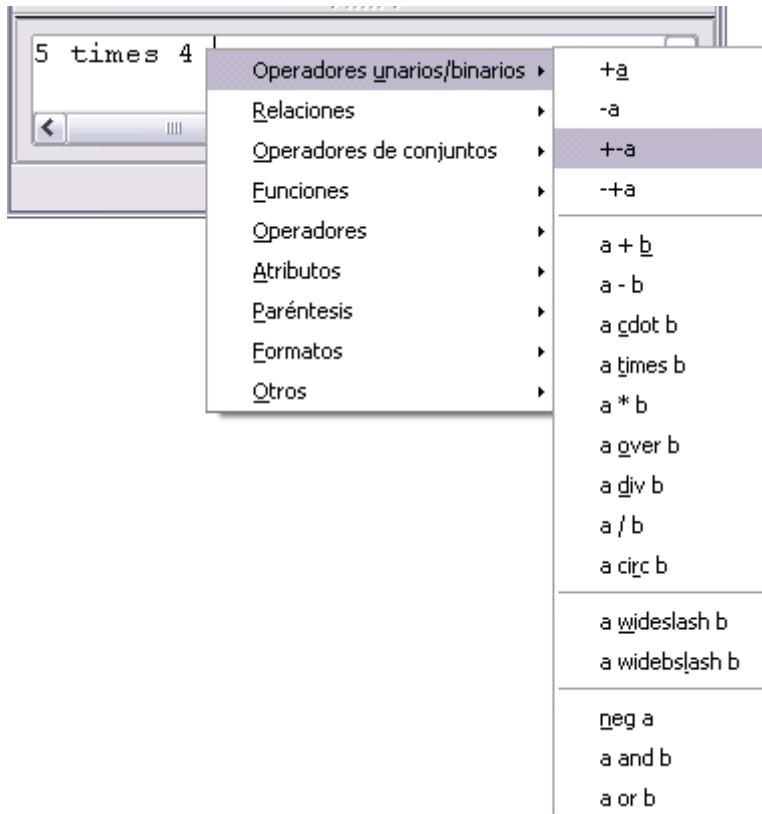 5 times 4
Operadores unarios/binarios
Relaciones
Operadores de conjuntos
Funciones
Operadores
Atributos
Paréntesis
Formatos
Otros
+a
-a
+-a
-+a
a + b
a - b
a cdot b
a times b
a * b
a over b
a div b
a / b
a circ b
a wideslash b
a widebslash b
neg a
a and b
a or b